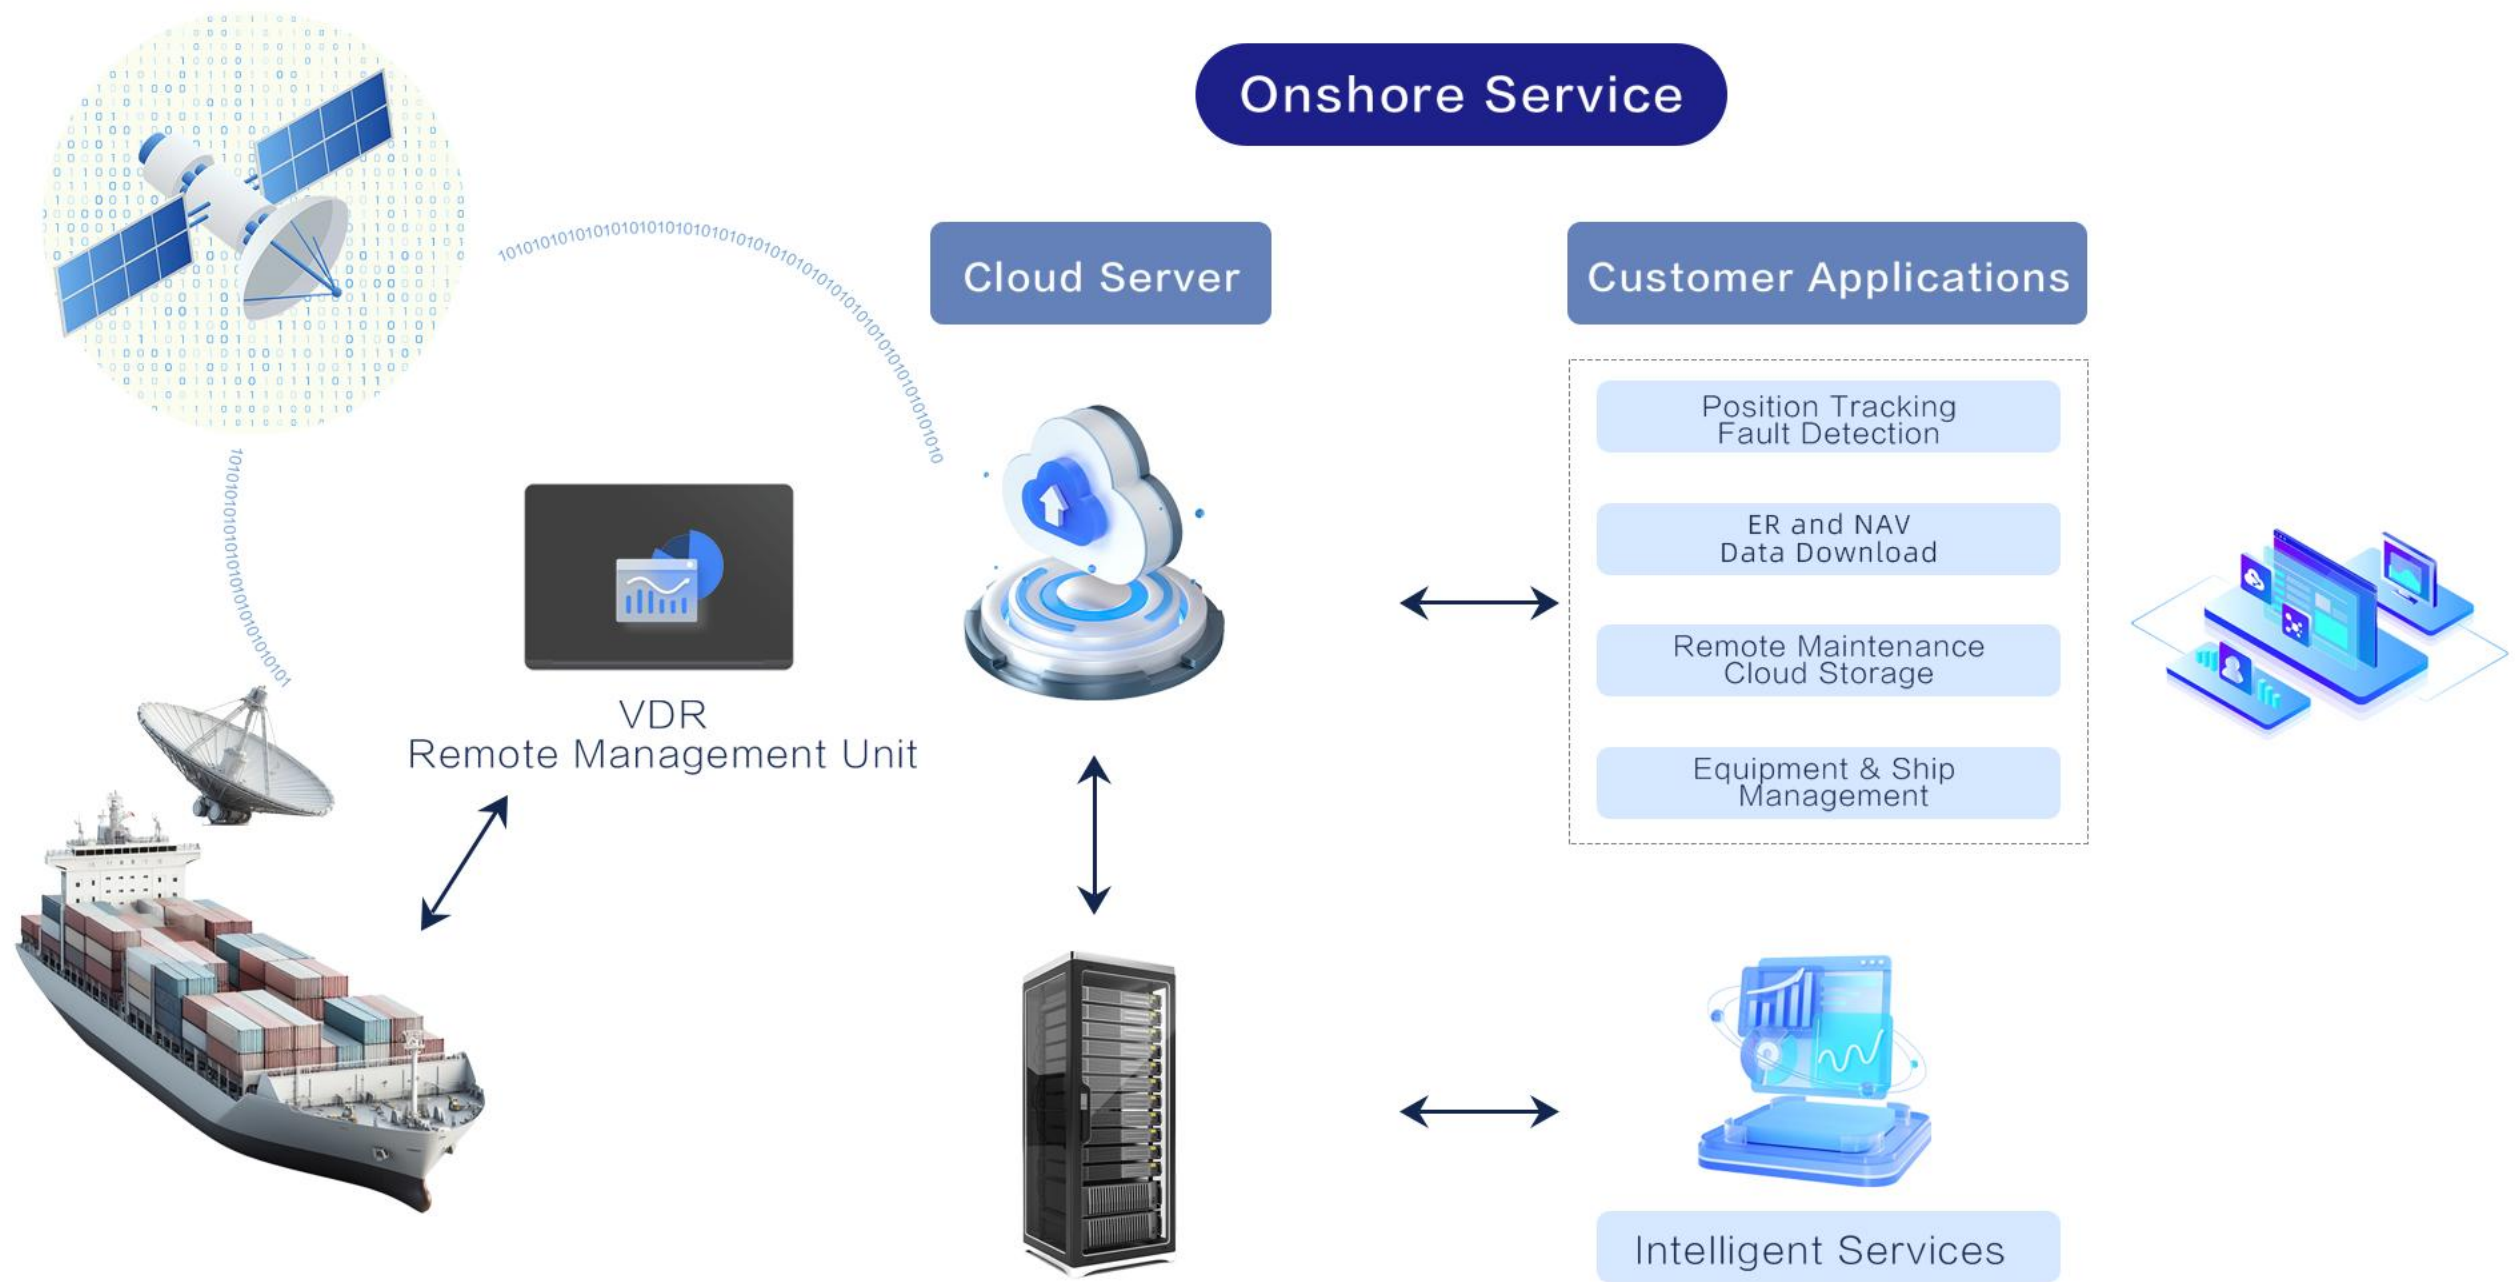 Onshore Service
Cloud Server
Customer Applications
Position Tracking
Fault Detection
ER and NAV
Data Download
Remote Maintenance
Cloud Storage
Equipment & Ship
Management
VDR
Remote Management Unit
Intelligent Services